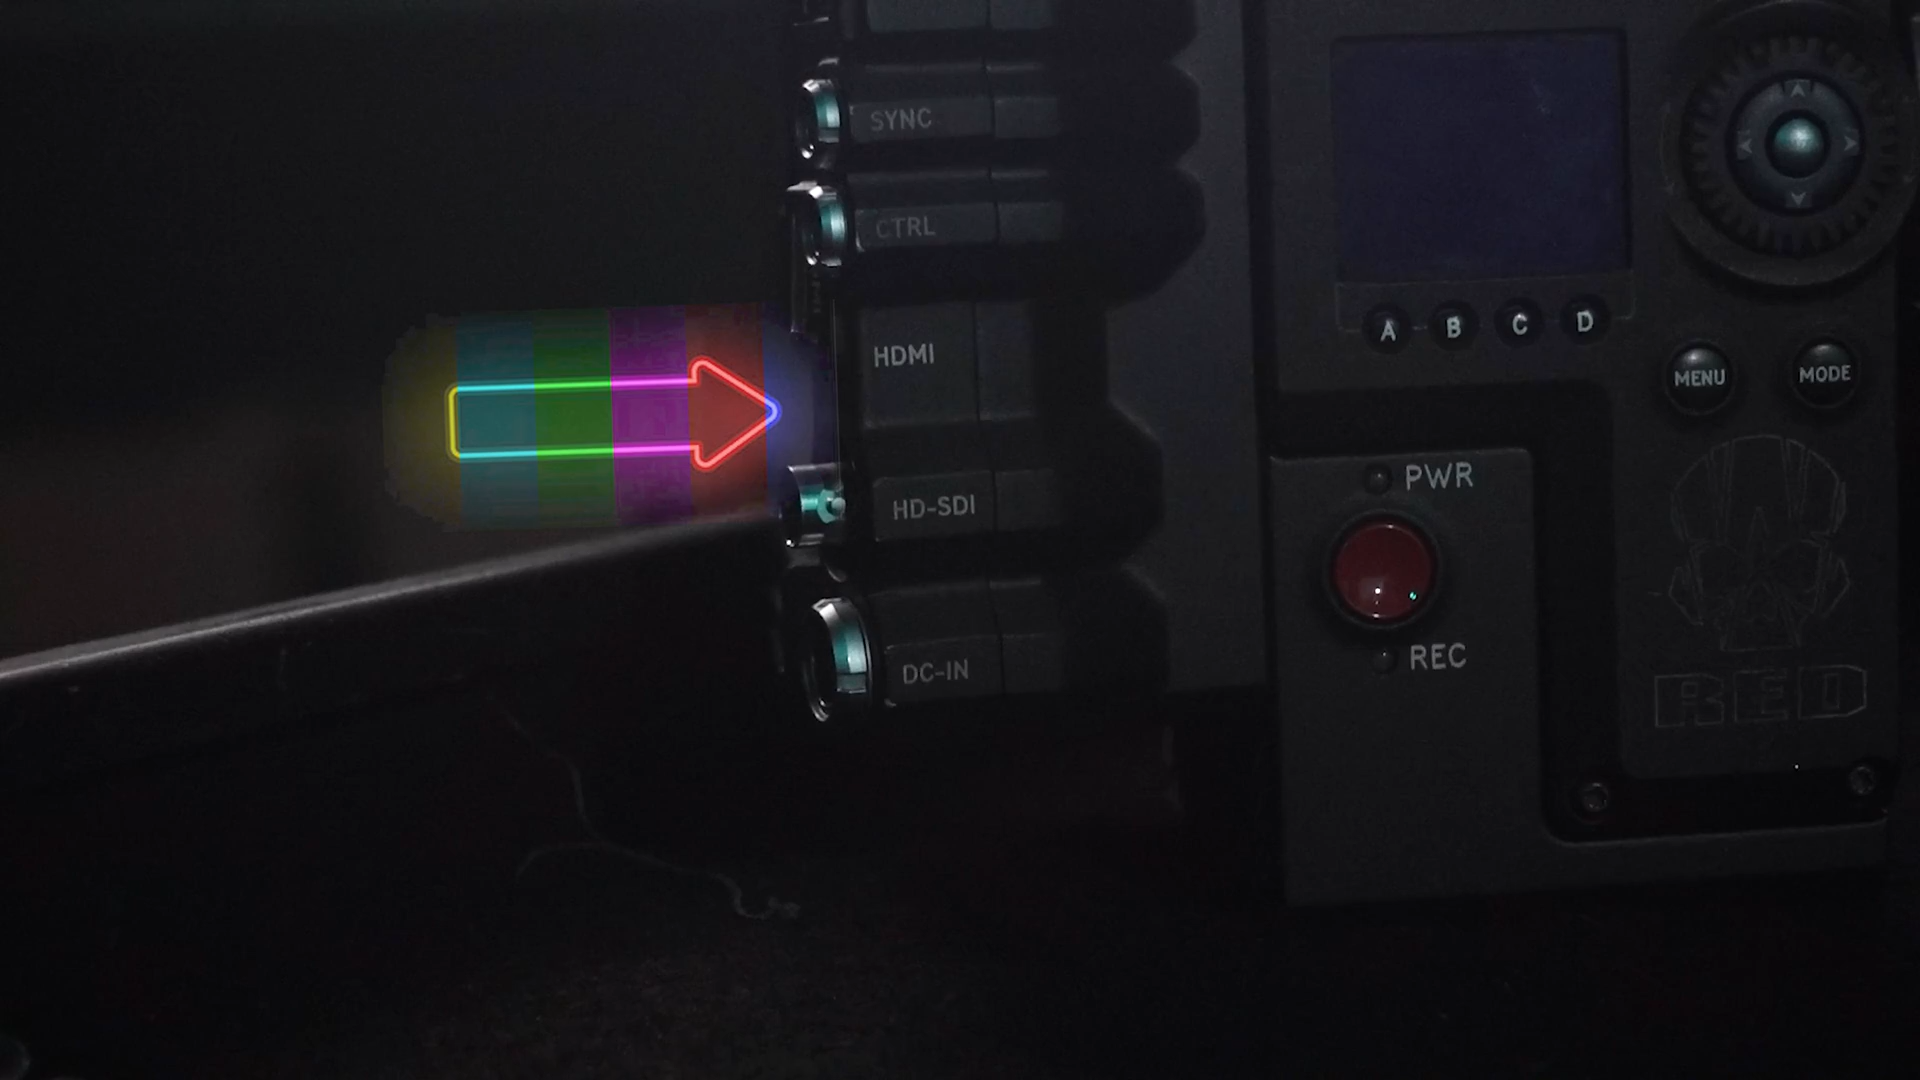 SYNC
CTRL
HDMI
HD-SDI
DC-IN
A B C D
MENU MODE
PWR
REC
RED